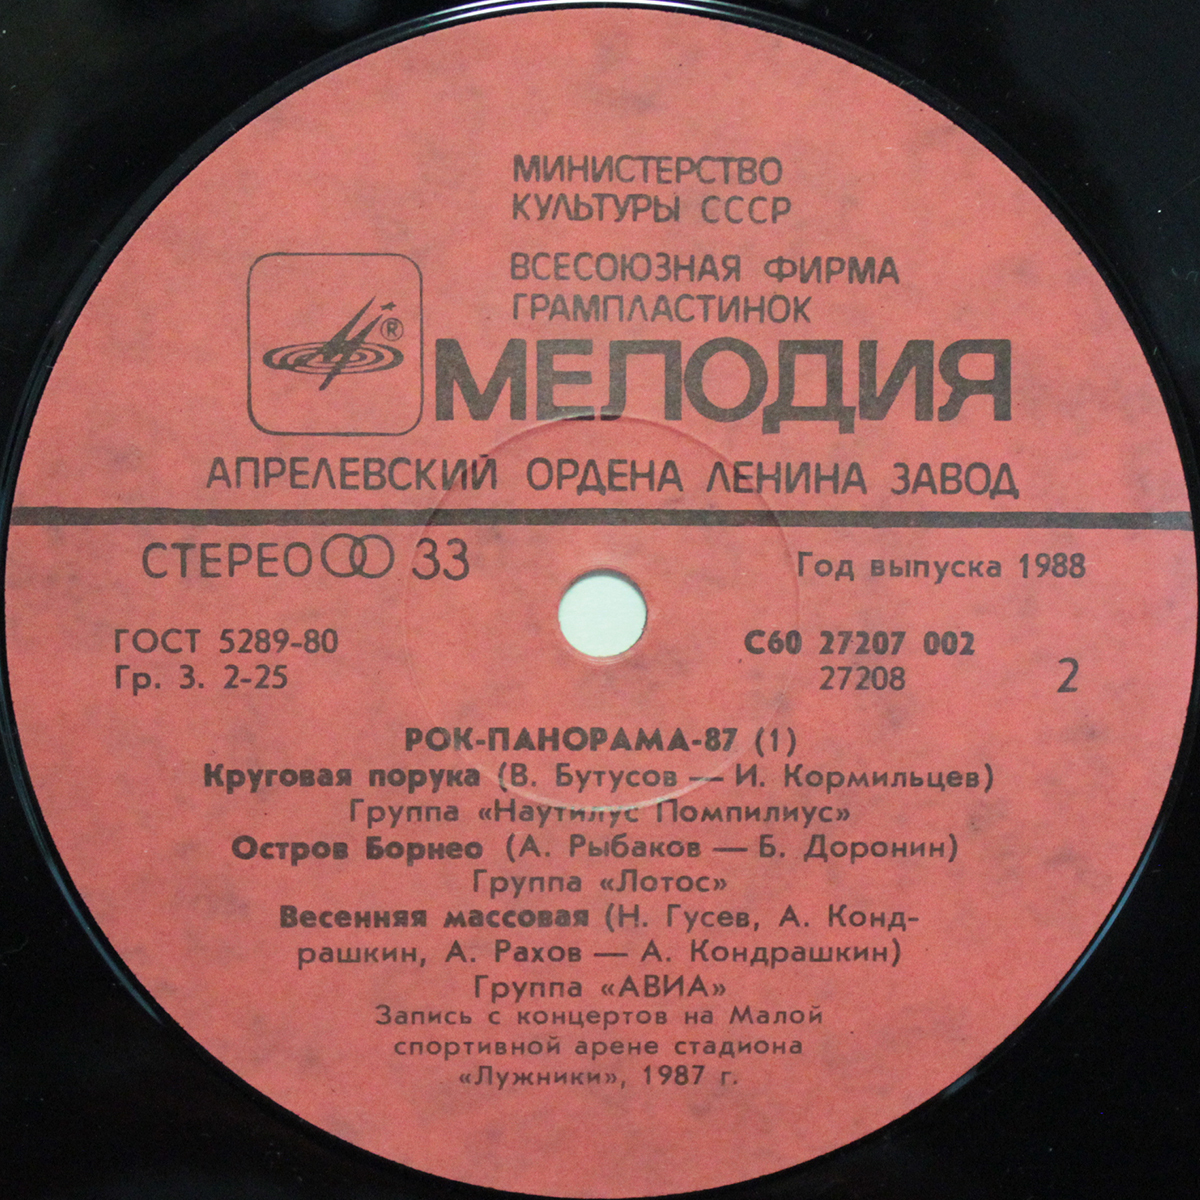 МИНИСТЕРСТВО
КУЛЬТУРЫ СССР
ВСЕСОЮЗНАЯ ФИРМА
ГРАМПЛАСТИНОК
®
МЕЛОДИЯ
АПРЕЛЕВСКИЙ ОРДЕНА ЛЕНИНА ЗАВОД
СТЕРЕО 33
Год выпуска 1988
ГОСТ 5289-80
Гр. 3. 2-25
С60 27207 002
27208
2
РОК-ПАНОРАМА-87 (1)
Круговая порука (В. Бутусов — И. Кормильцев)
Группа «Наутилус Помпилиус»
Остров Борнео (А. Рыбаков — Б. Доронин)
Группа «Лотос»
Весенняя массовая (Н. Гусев, А. Конд-
рашкин, А. Рахов — А. Кондрашкин)
Группа «АВИА»
Запись с концертов на Малой
спортивной арене стадиона
«Лужники», 1987 г.